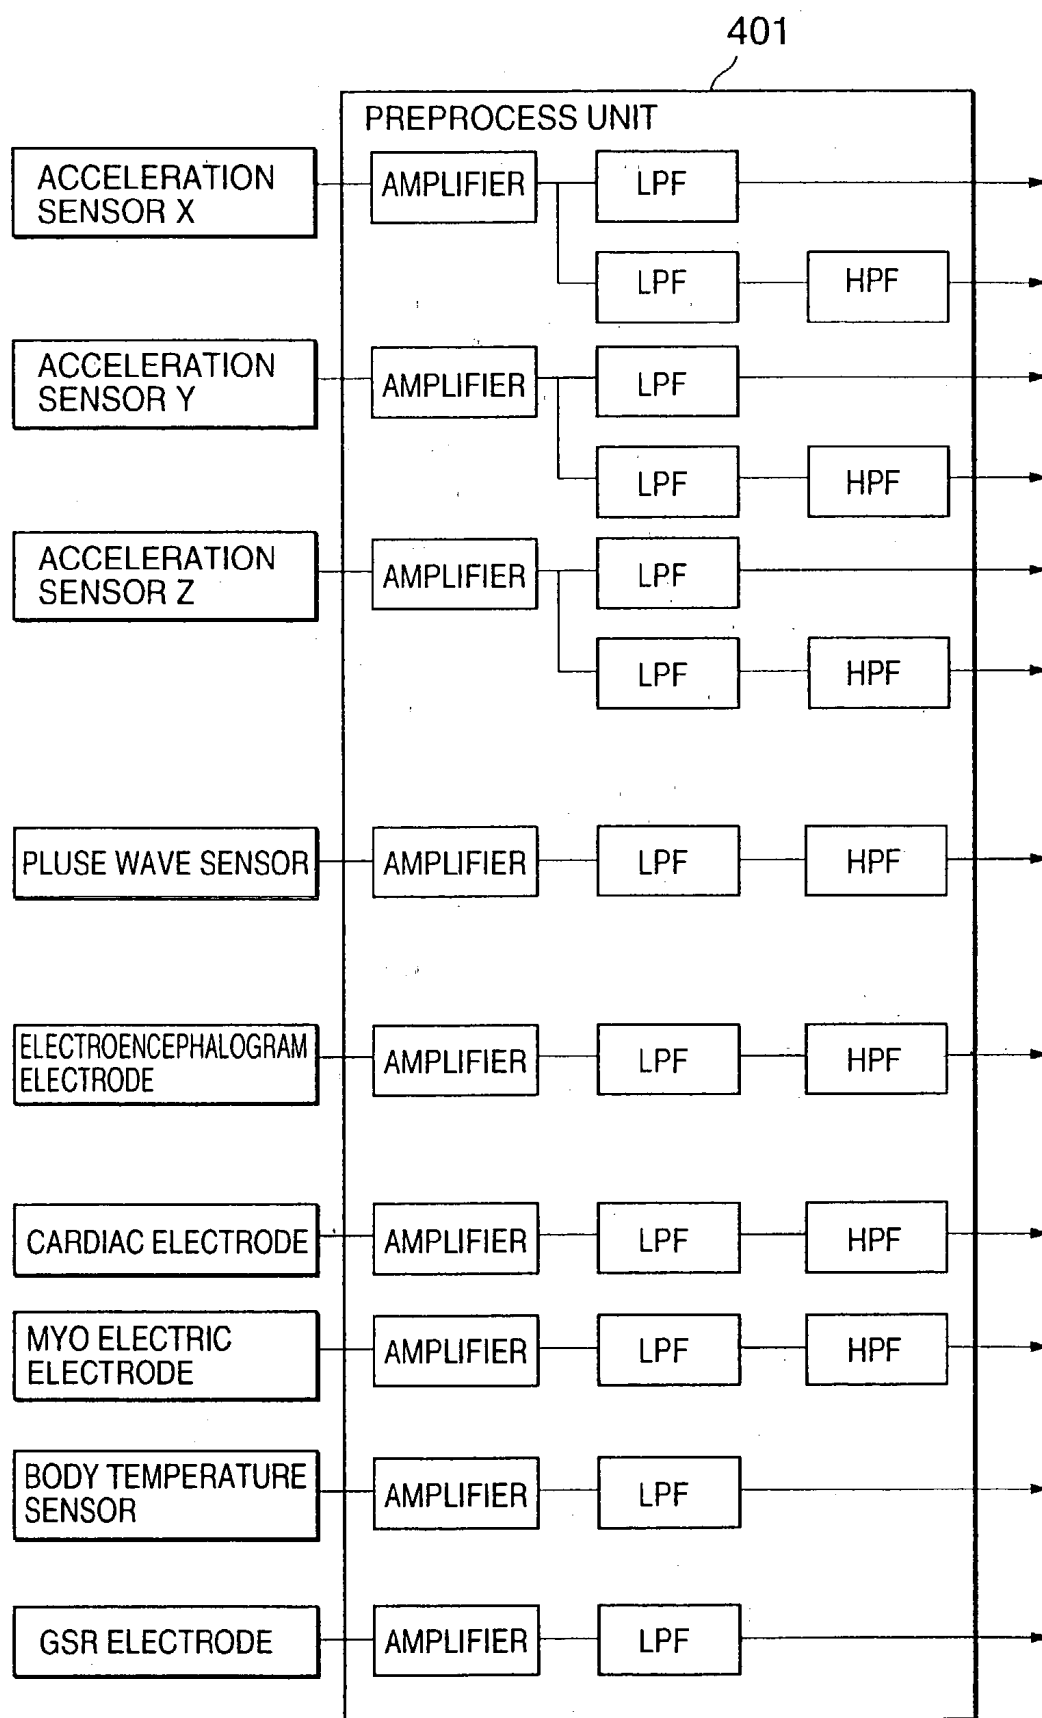 401
PREPROCESS UNIT
ACCELERATION
SENSOR X
AMPLIFIER
LPF
LPF
HPF
ACCELERATION
SENSOR Y
AMPLIFIER
LPF
LPF
HPF
ACCELERATION
SENSOR Z
AMPLIFIER
LPF
LPF
HPF
PLUSE WAVE SENSOR
AMPLIFIER
LPF
HPF
ELECTROENCEPHALOGRAM
ELECTRODE
AMPLIFIER
LPF
HPF
CARDIAC ELECTRODE
AMPLIFIER
LPF
HPF
MYO ELECTRIC
ELECTRODE
AMPLIFIER
LPF
HPF
BODY TEMPERATURE
SENSOR
AMPLIFIER
LPF
GSR ELECTRODE
AMPLIFIER
LPF